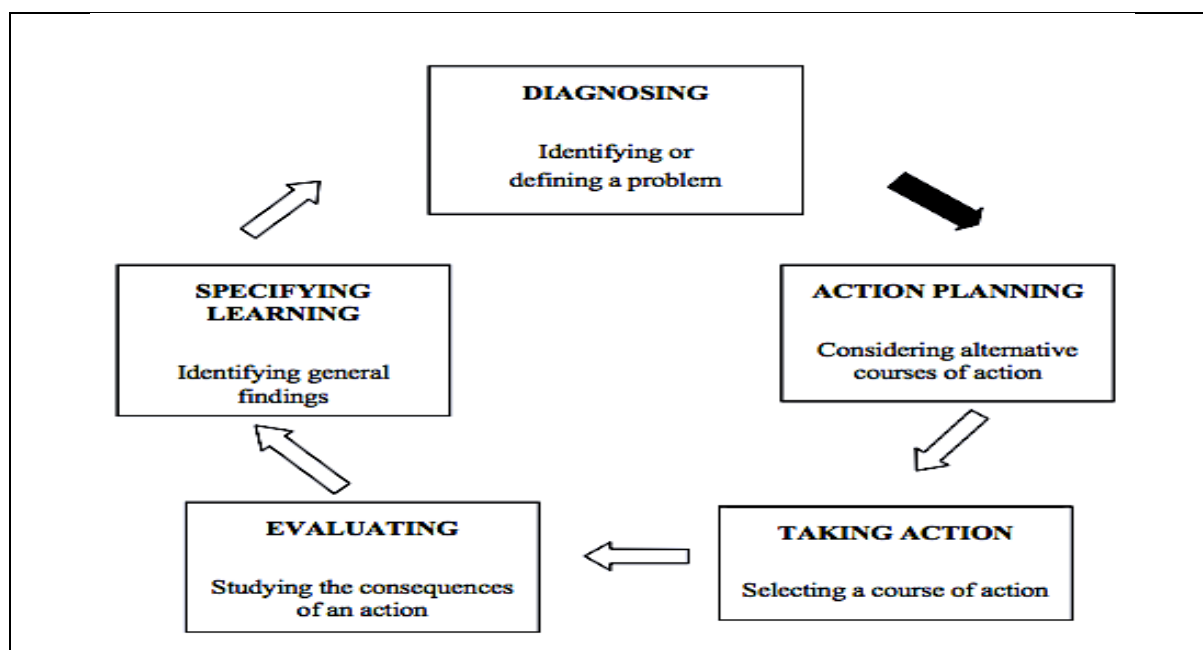 DIAGNOSING
Identifying or
defining a problem
ACTION PLANNING
Considering alternative
courses of action
TAKING ACTION
Selecting a course of action
EVALUATING
Studying the consequences
of an action
SPECIFYING
LEARNING
Identifying general
findings